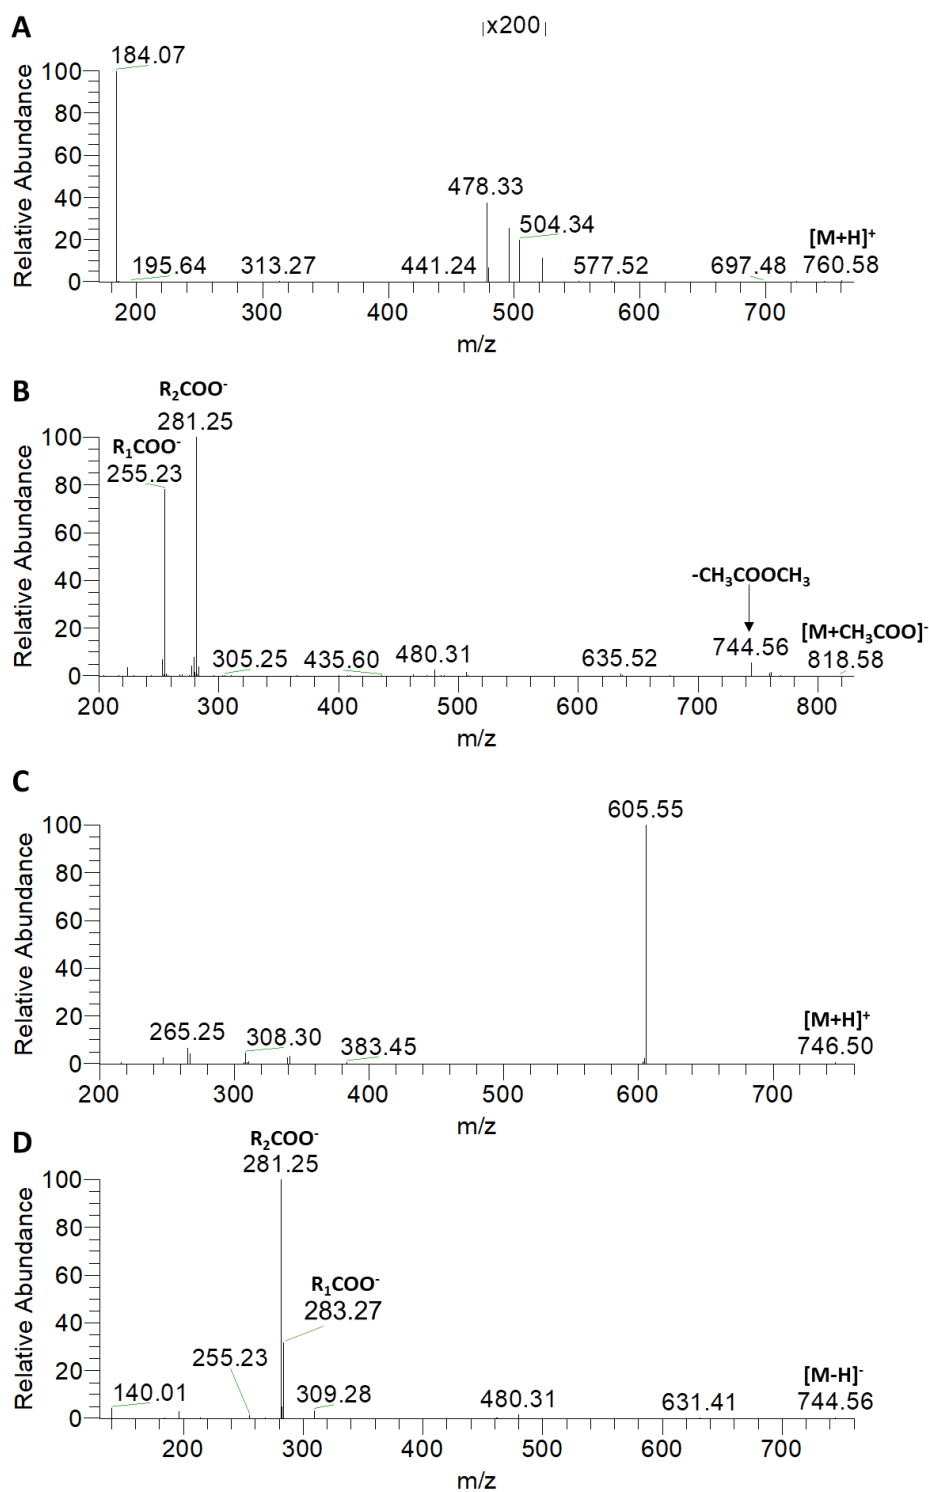 A
|x200|
184.07
100
80
60
40
20
0
Relative Abundance
478.33
504.34
[M+H]⁺
195.64 313.27 441.24 577.52 697.48 760.58
200 300 400 500 600 700
m/z
B
R₂COO⁻
281.25
R₁COO⁻
255.23
100
80
60
40
20
0
Relative Abundance
-CH₃COOCH₃
[M+CH₃COO]⁻
305.25 435.60 480.31 635.52 744.56 818.58
200 300 400 500 600 700 800
m/z
C
605.55
100
80
60
40
20
0
Relative Abundance
[M+H]⁺
265.25 308.30 383.45 746.50
200 300 400 500 600 700
m/z
D
R₂COO⁻
281.25
100
80
60
40
20
0
Relative Abundance
R₁COO⁻
283.27
255.23
[M-H]⁻
140.01 309.28 480.31 631.41 744.56
200 300 400 500 600 700
m/z